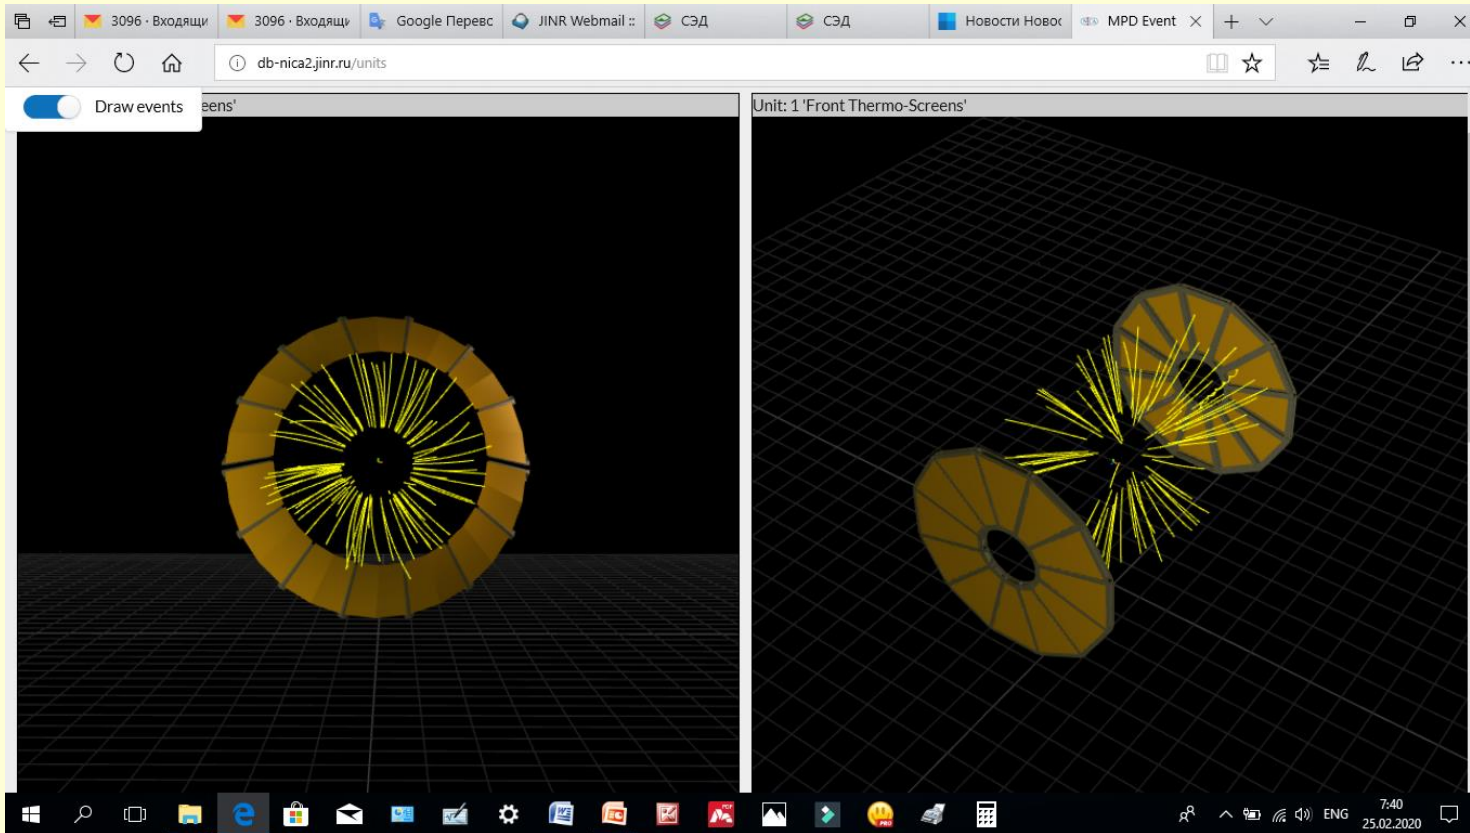 3096 · Входящи
3096 · Входящи
Google Перевс
JINR Webmail ::
СЭД
СЭД
Новости Новос
MPD Event
db-nica2.jinr.ru/units
Draw events
eens'
Unit: 1 'Front Thermo-Screens'
ENG
7:40
25.02.2020